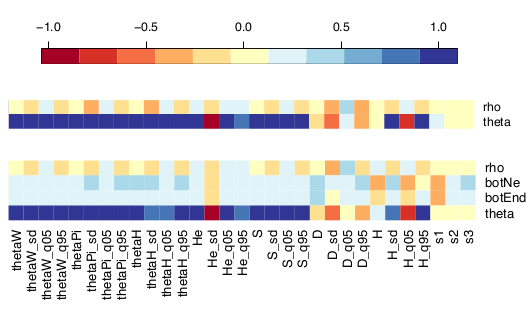 −1.0 −0.5 0.0 0.5 1.0
rho
theta
rho
botNe
botEnd
theta
thetaW
thetaW_sd
thetaW_q05
thetaW_q95
thetaPi
thetaPi_sd
thetaPi_q05
thetaPi_q95
thetaH
thetaH_sd
thetaH_q05
thetaH_q95
He
He_sd
He_q05
He_q95
S
S_sd
S_q05
S_q95
D
D_sd
D_q05
D_q95
H
H_sd
H_q05
H_q95
s1
s2
s3